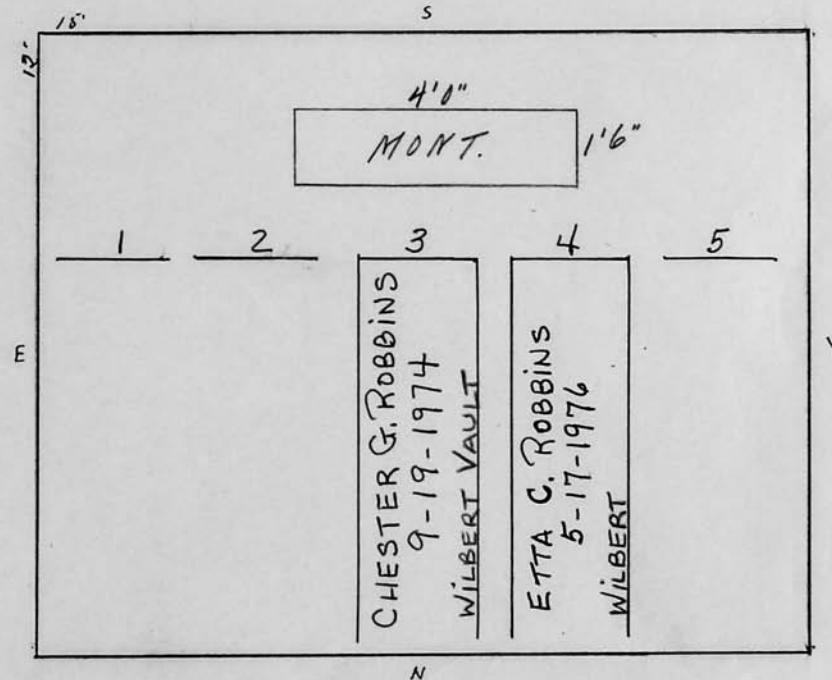 S
15'
12'
4'0"
MONT.
1'6"
1
2
3
4
5
E
CHESTER G. ROBBINS
9-19-1974
WILBERT VAULT
ETTA C. ROBBINS
5-17-1976
WILBERT
N